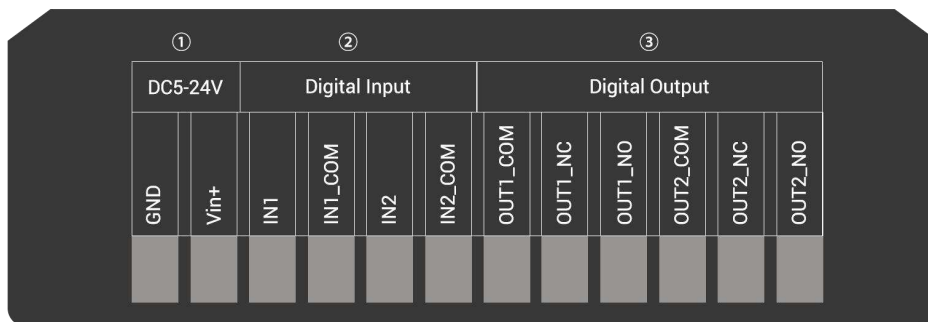 ① ② ③
DC5-24V Digital Input Digital Output
GND Vin+ IN1 IN1_COM IN2 IN2_COM OUT1_COM OUT1_NC OUT1_NO OUT2_COM OUT2_NC OUT2_NO